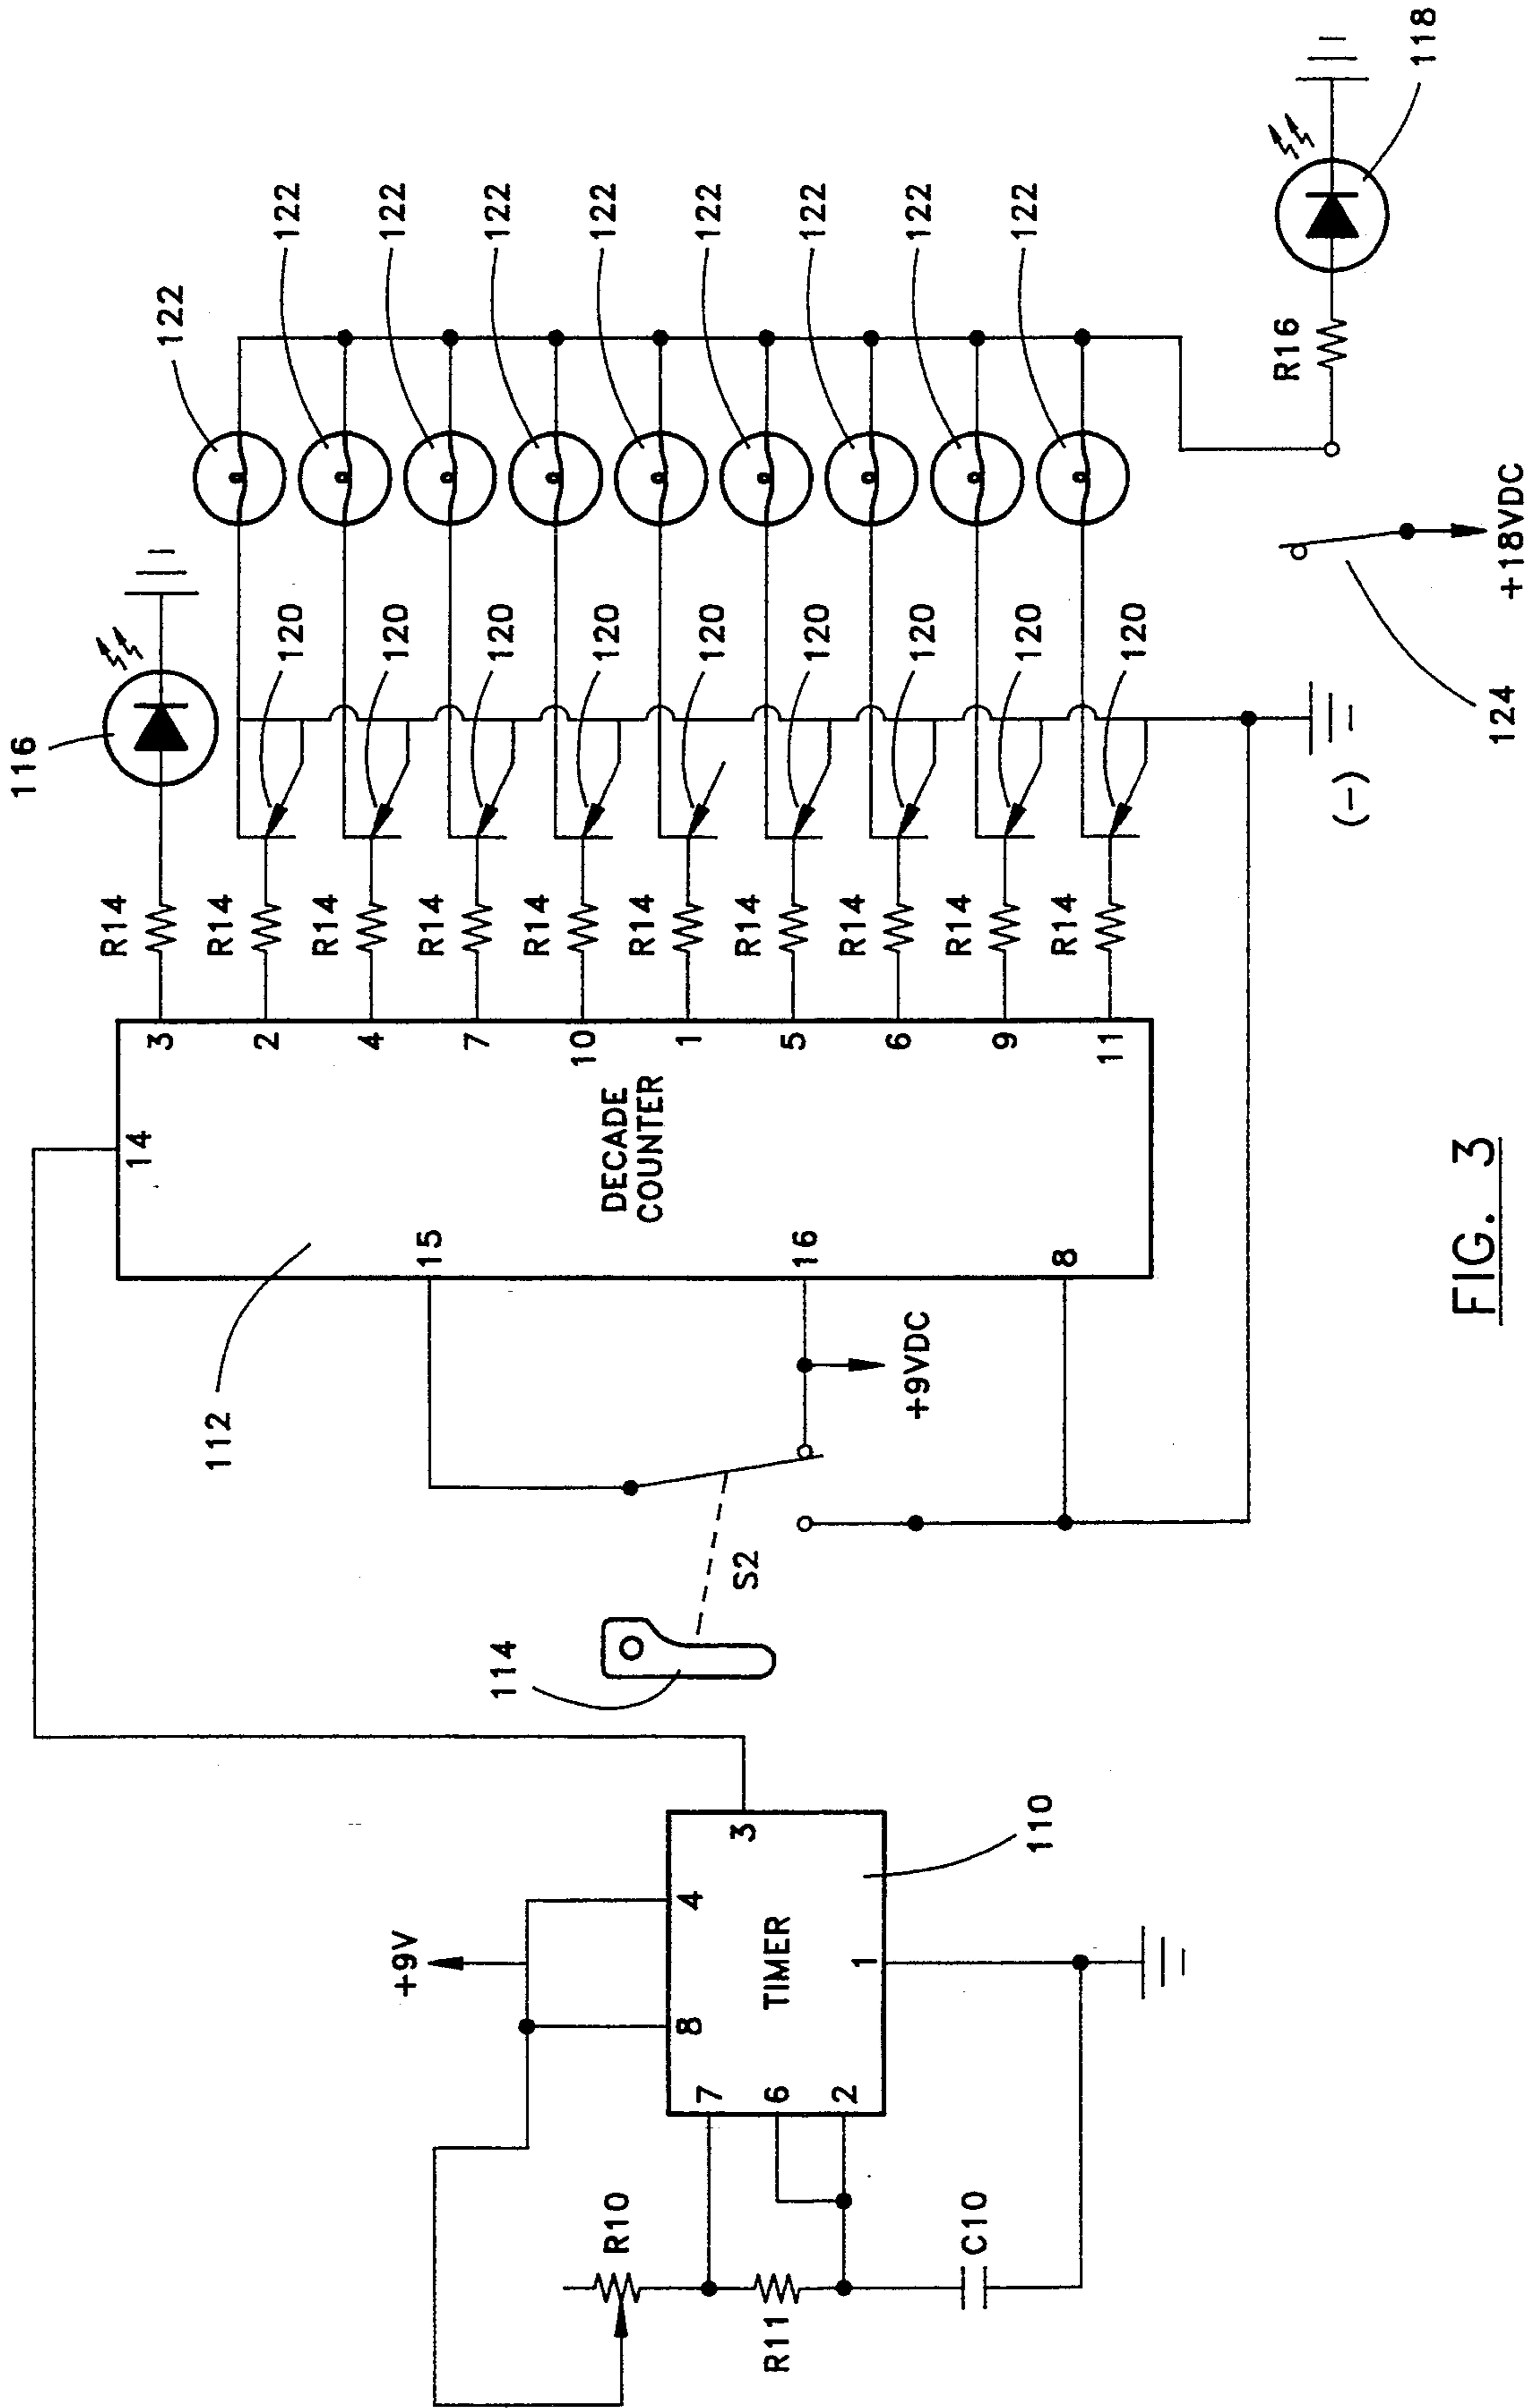 116
122
122
122
122
122
122
122
122
122
R14
R14
R14
R14
R14
R14
R14
R14
R14
R14
120
120
120
120
120
120
120
120
120
14
3
2
4
7
10
1
5
6
9
11
15
16
8
DECADE
COUNTER
112
+9VDC
S2
114
R16
118
+18VDC
124
(-)
+9V
R10
R11
C10
8
4
7
6
2
3
1
TIMER
110
FIG. 3